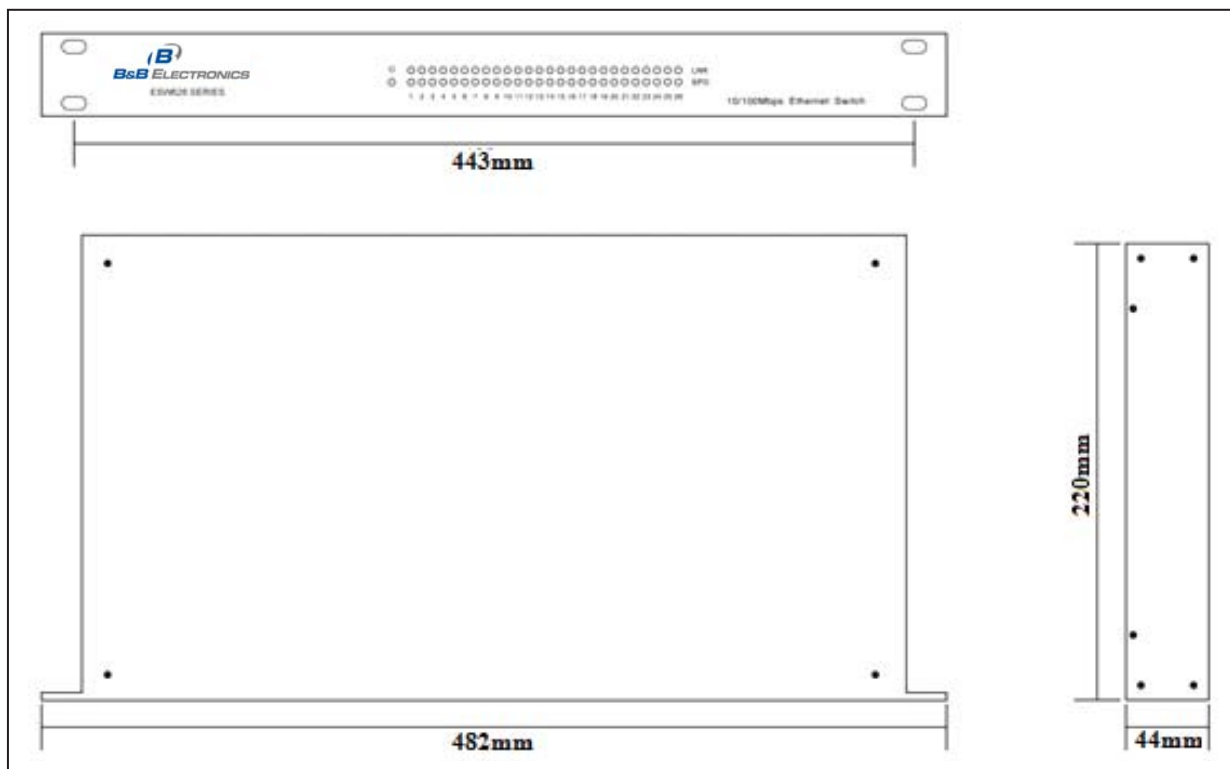 B
B&B ELECTRONICS
ESW626 SERIES
LNK
SPD
1 2 3 4 5 6 7 8 9 10 11 12 13 14 15 16 17 18 19 20 21 22 23 24 25 26
10/100Mbps Ethernet Switch
443mm
220mm
482mm
44mm